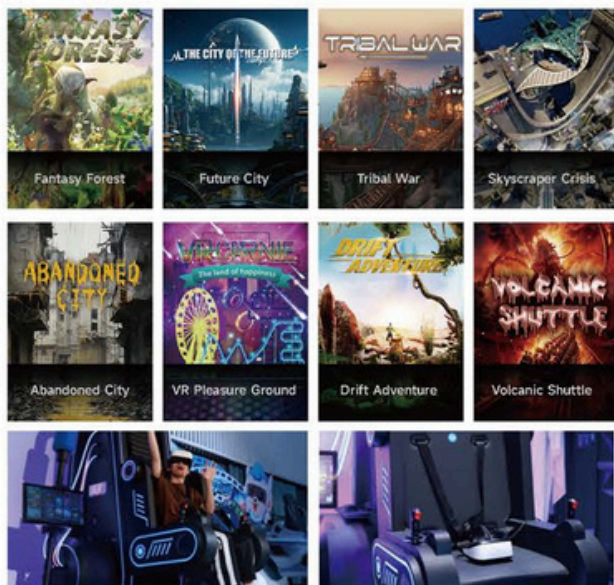 FANTASY
FOREST
Fantasy Forest
THE CITY OF THE FUTURE
Future City
TRIBAL WAR
Tribal War
Skyscraper Crisis
ABANDONED
CITY
Abandoned City
The land of happiness
VR Pleasure Ground
DRIFT
ADVENTURE
Drift Adventure
VOLCANIC
SHUTTLE
Volcanic Shuttle